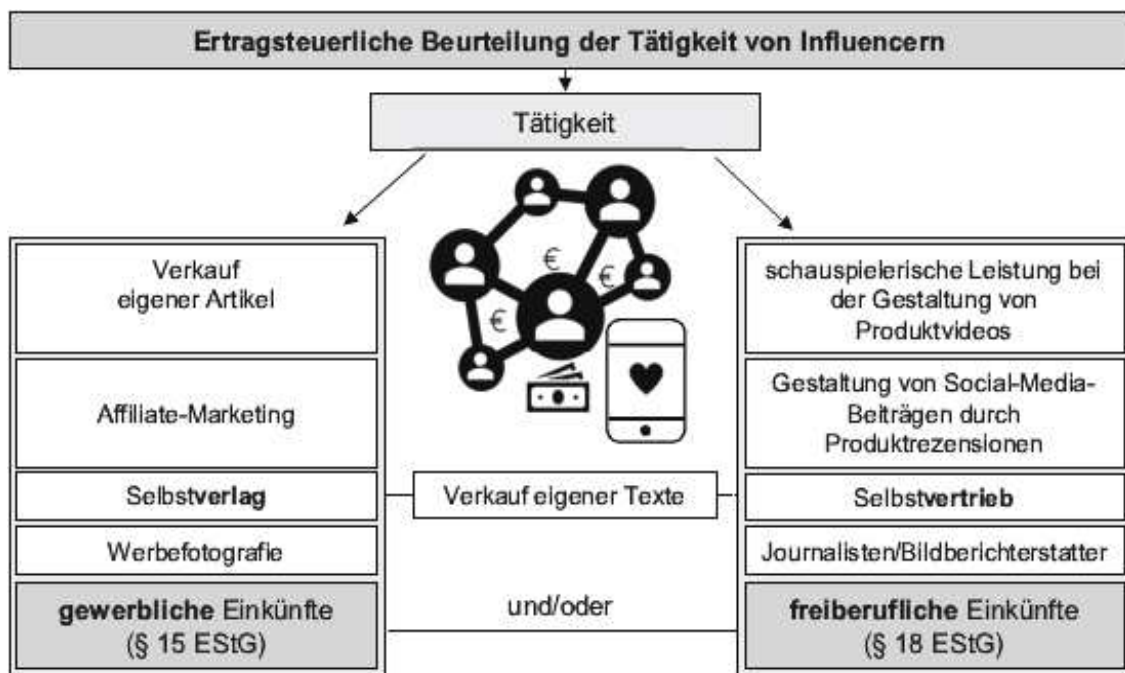 Ertragsteuerliche Beurteilung der Tätigkeit von Influencern
Tätigkeit
Verkauf
eigener Artikel
Affiliate-Marketing
Selbstverlag
Werbefotografie
gewerbliche Einkünfte
(§ 15 EStG)
€
€
€
Verkauf eigener Texte
und/oder
schauspielerische Leistung bei
der Gestaltung von
Produktvideos
Gestaltung von Social-Media-
Beiträgen durch
Produktrezensionen
Selbstvertrieb
Journalisten/Bildberichterstatter
freiberufliche Einkünfte
(§ 18 EStG)